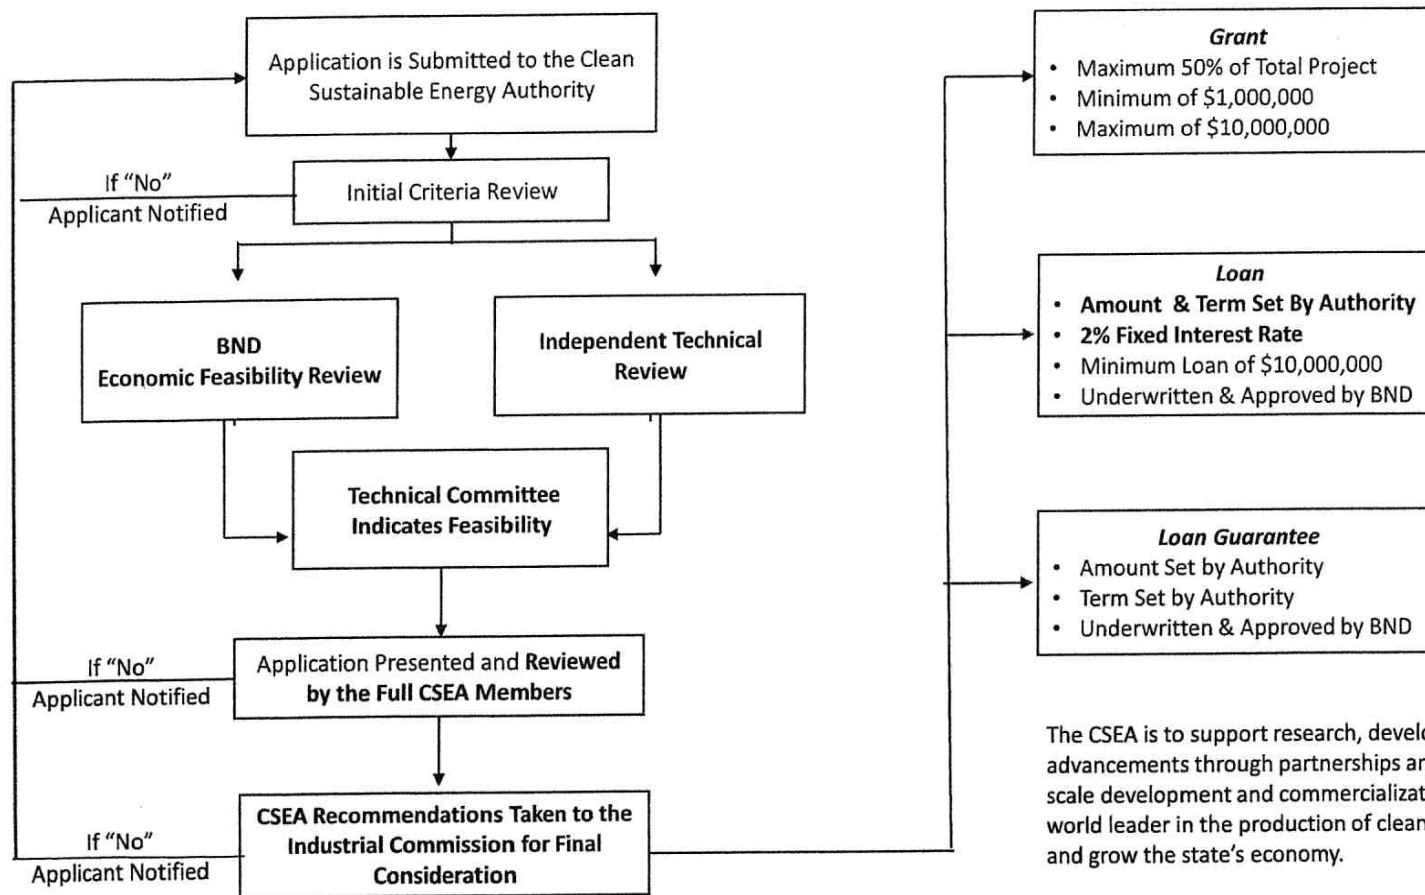 Application is Submitted to the Clean
Sustainable Energy Authority
If "No"
Applicant Notified
Initial Criteria Review
BND
Economic Feasibility Review
Independent Technical
Review
Technical Committee
Indicates Feasibility
If "No"
Applicant Notified
Application Presented and Reviewed
by the Full CSEA Members
If "No"
Applicant Notified
CSEA Recommendations Taken to the
Industrial Commission for Final
Consideration
Grant
• Maximum 50% of Total Project
• Minimum of $1,000,000
• Maximum of $10,000,000
Loan
• Amount & Term Set By Authority
• 2% Fixed Interest Rate
• Minimum Loan of $10,000,000
• Underwritten & Approved by BND
Loan Guarantee
• Amount Set by Authority
• Term Set by Authority
• Underwritten & Approved by BND
The CSEA is to support research,
advancements through partnerships
scale development and
world leader in the production of clean
and grow the state's economy.